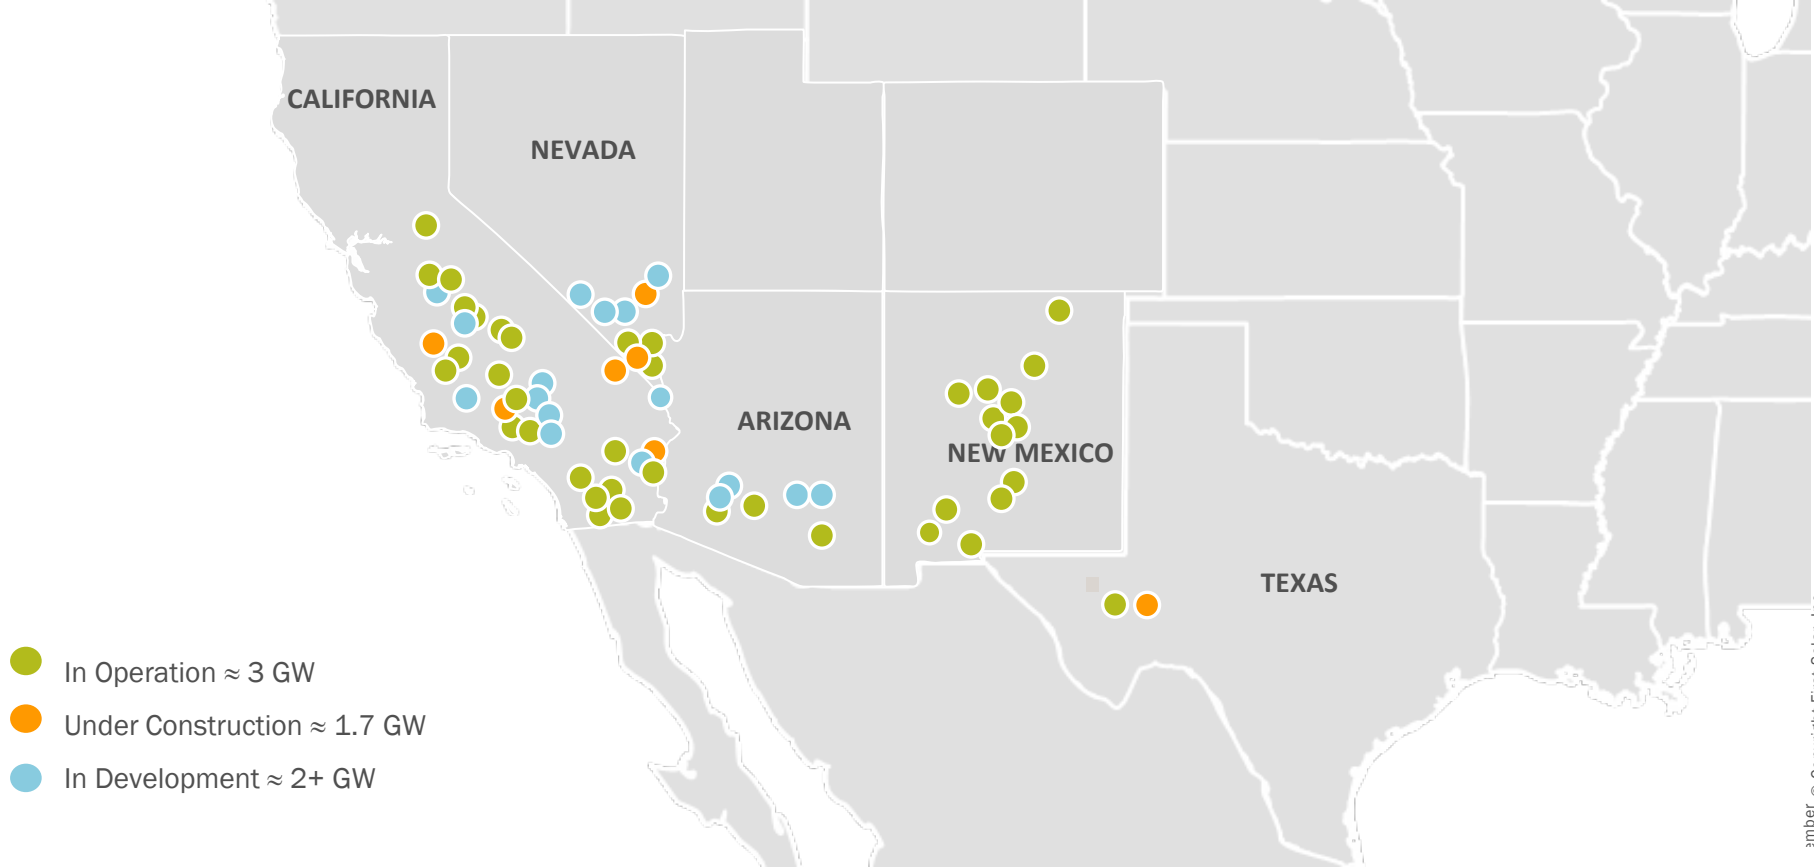 CALIFORNIA
NEVADA
ARIZONA
NEW MEXICO
TEXAS
In Operation ≈ 3 GW
Under Construction ≈ 1.7 GW
In Development ≈ 2+ GW